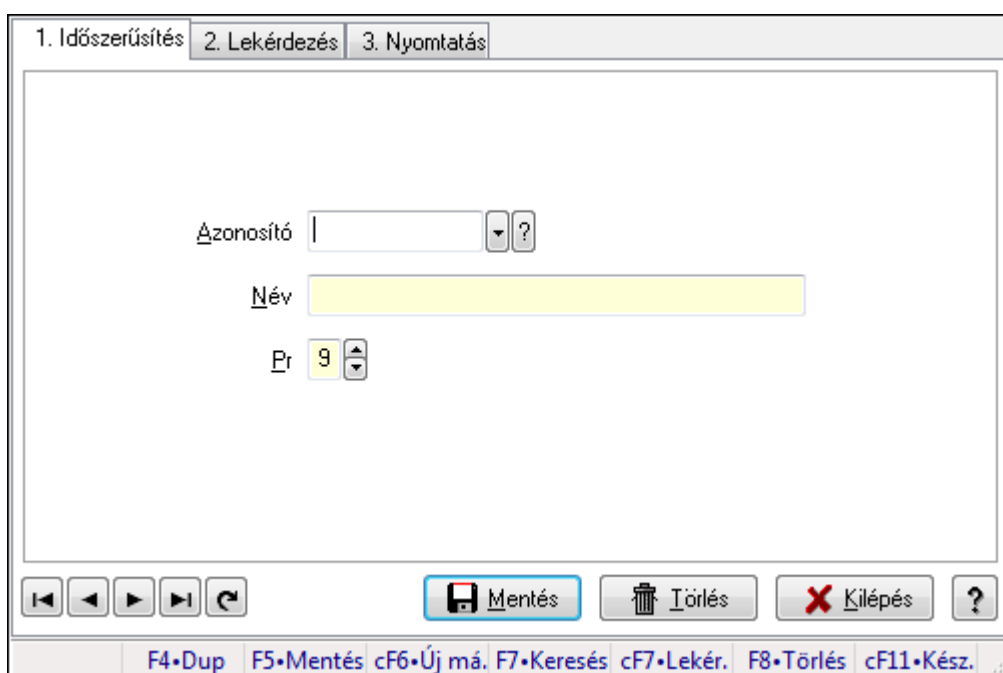 1. Időszerűsítés 2. Lekérdezés 3. Nyomtatás
Azonosító ?
Név
Pr 9
Mentés Törlés Kilépés ?
F4•Dup F5•Mentés cF6•Új má. F7•Keresés cF7•Lekér. F8•Törlés cF11•Kész.